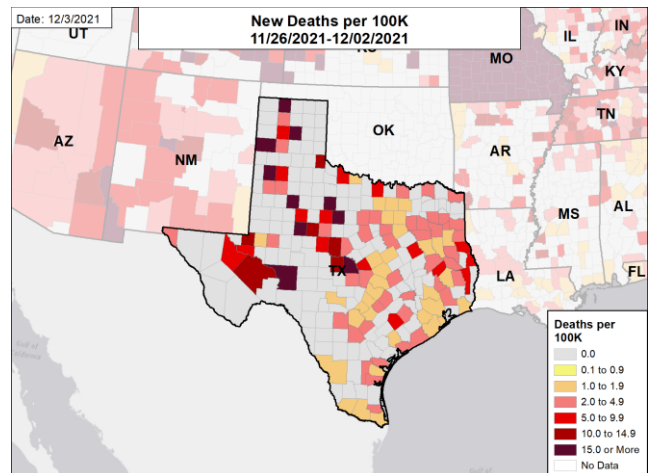 Date: 12/3/2021
New Deaths per 100K
11/26/2021-12/02/2021
UT
IL
IN
MO
KY
AZ
NM
OK
TN
AR
MS
AL
TX
LA
FL
Gulf of
California
Deaths per
100K
0.0
0.1 to 0.9
1.0 to 1.9
2.0 to 4.9
5.0 to 9.9
10.0 to 14.9
15.0 or More
No Data